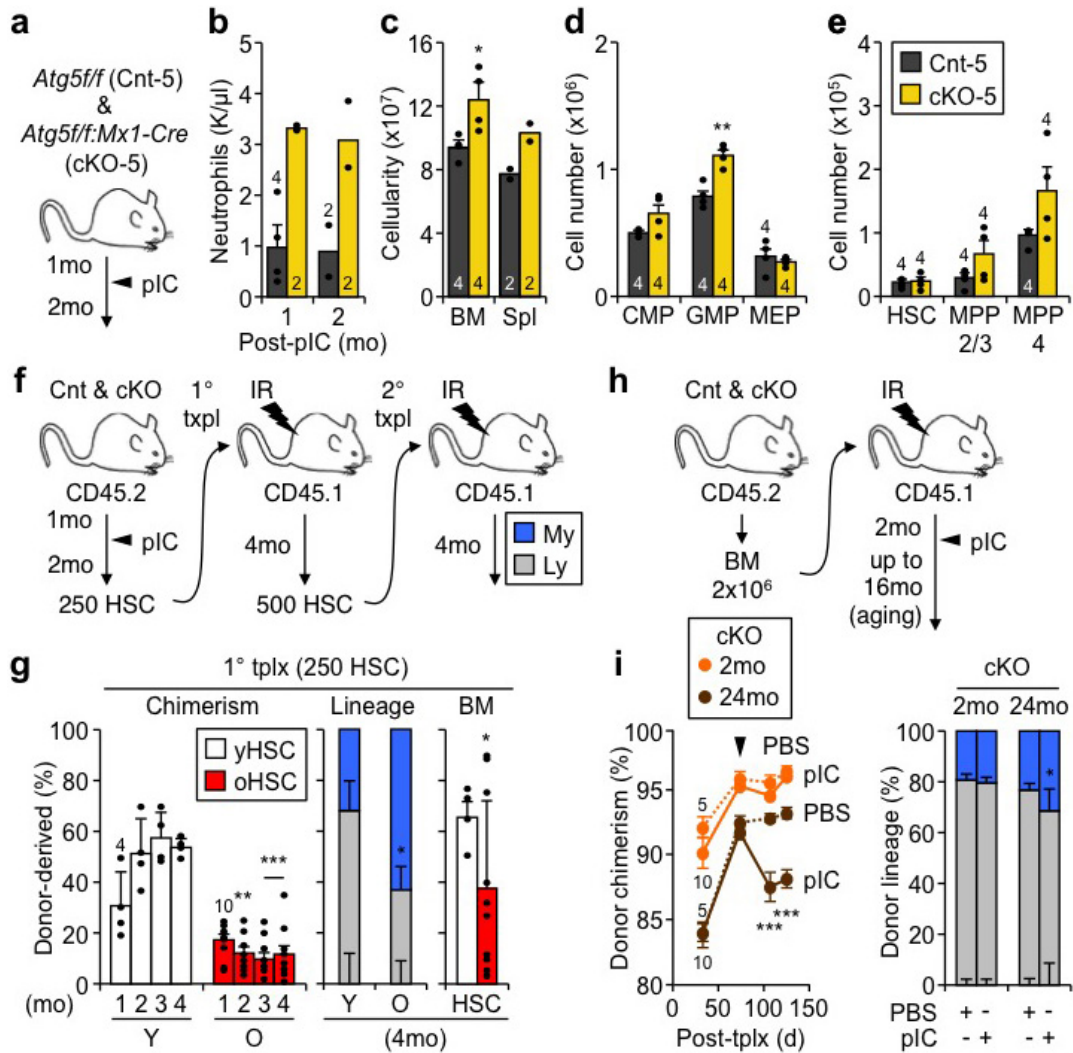 a
Atg5f/f (Cnt-5)
&
Atg5f/f:Mx1-Cre
(cKO-5)
1mo
pIC
2mo
b
Neutrophils (K/µl)
5
4
3
2
1
0
4
2
2
2
1 2
Post-pIC (mo)
c
Cellularity (x10⁷)
16
12
8
4
0
*
4 4 2 2
BM Spl
d
Cell number (x10⁶)
2
1
0
**
4
4 4 4 4 4
CMP GMP MEP
e
Cell number (x10⁵)
4
3
2
1
0
Cnt-5
cKO-5
4 4 4 4 4 4
HSC MPP MPP
2/3 4
f
Cnt & cKO
1°
txpl
IR
2°
txpl
IR
CD45.2
CD45.1
CD45.1
1mo
pIC
2mo
4mo
4mo
250 HSC
500 HSC
My
Ly
h
Cnt & cKO
IR
CD45.2
CD45.1
BM
2x10⁶
2mo
pIC
up to
16mo
(aging)
g
1° tplx (250 HSC)
Chimerism Lineage BM
Donor-derived (%)
100
80
60
40
20
0
yHSC
oHSC
4
10
**
***
*
*
(mo) 1 2 3 4 1 2 3 4
Y O
Y O
HSC
(4mo)
i
cKO
2mo
24mo
Donor chimerism (%)
100
95
90
85
80
5
10
5
10
PBS
pIC
PBS
pIC
***
***
0 50 100 150
Post-tplx (d)
cKO
2mo 24mo
Donor lineage (%)
100
80
60
40
20
0
*
PBS + - + -
pIC - + - +